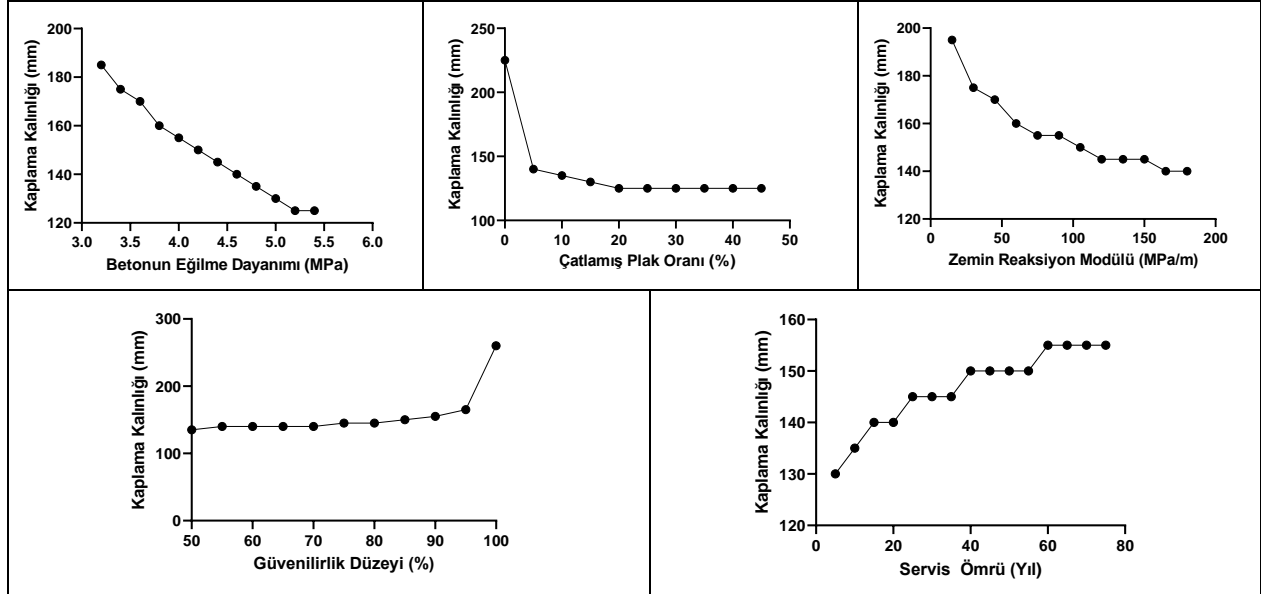 200
180
160
140
120
3.0 3.5 4.0 4.5 5.0 5.5 6.0
Kaplama Kalınlığı (mm)
Betonun Eğilme Dayanımı (MPa)
250
200
150
100
0 10 20 30 40 50
Kaplama Kalınlığı (mm)
Çatlamış Plak Oranı (%)
200
180
160
140
120
0 50 100 150 200
Kaplama Kalınlığı (mm)
Zemin Reaksiyon Modülü (MPa/m)
300
200
100
0
50 60 70 80 90 100
Kaplama Kalınlığı (mm)
Güvenilirlik Düzeyi (%)
160
150
140
130
120
0 20 40 60 80
Kaplama Kalınlığı (mm)
Servis Ömrü (Yıl)